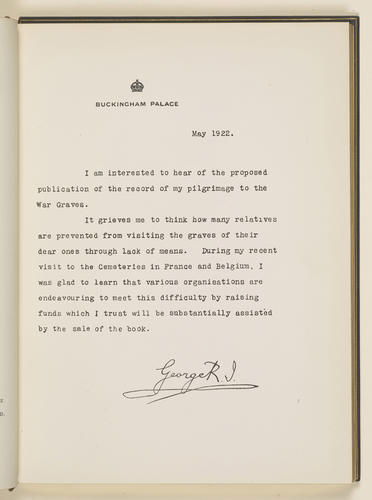 BUCKINGHAM PALACE
May 1922.
I am interested to hear of the proposed
publication of the record of my pilgrimage to the
War Graves.
It grieves me to think how many relatives
are prevented from visiting the graves of their
dear ones through lack of means. During my recent
visit to the Cemeteries in France and Belgium, I
was glad to learn that various organisations are
endeavouring to meet this difficulty by raising
funds which I trust will be substantially assisted
by the sale of the book.
George R.I.